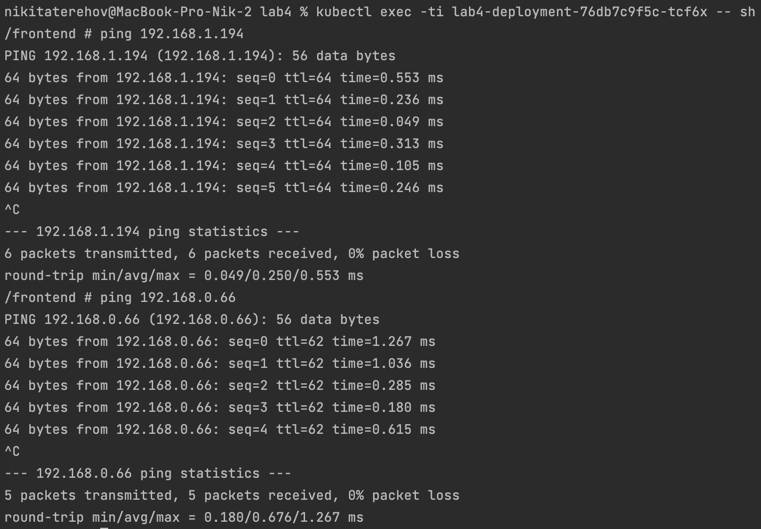 nikitaterehov@MacBook-Pro-Nik-2 lab4 % kubectl exec -ti lab4-deployment-76db7c9f5c-tcf6x -- sh
/frontend # ping 192.168.1.194
PING 192.168.1.194 (192.168.1.194): 56 data bytes
64 bytes from 192.168.1.194: seq=0 ttl=64 time=0.553 ms
64 bytes from 192.168.1.194: seq=1 ttl=64 time=0.236 ms
64 bytes from 192.168.1.194: seq=2 ttl=64 time=0.049 ms
64 bytes from 192.168.1.194: seq=3 ttl=64 time=0.313 ms
64 bytes from 192.168.1.194: seq=4 ttl=64 time=0.105 ms
64 bytes from 192.168.1.194: seq=5 ttl=64 time=0.246 ms
^C
--- 192.168.1.194 ping statistics ---
6 packets transmitted, 6 packets received, 0% packet loss
round-trip min/avg/max = 0.049/0.250/0.553 ms
/frontend # ping 192.168.0.66
PING 192.168.0.66 (192.168.0.66): 56 data bytes
64 bytes from 192.168.0.66: seq=0 ttl=62 time=1.267 ms
64 bytes from 192.168.0.66: seq=1 ttl=62 time=1.036 ms
64 bytes from 192.168.0.66: seq=2 ttl=62 time=0.285 ms
64 bytes from 192.168.0.66: seq=3 ttl=62 time=0.180 ms
64 bytes from 192.168.0.66: seq=4 ttl=62 time=0.615 ms
^C
--- 192.168.0.66 ping statistics ---
5 packets transmitted, 5 packets received, 0% packet loss
round-trip min/avg/max = 0.180/0.676/1.267 ms